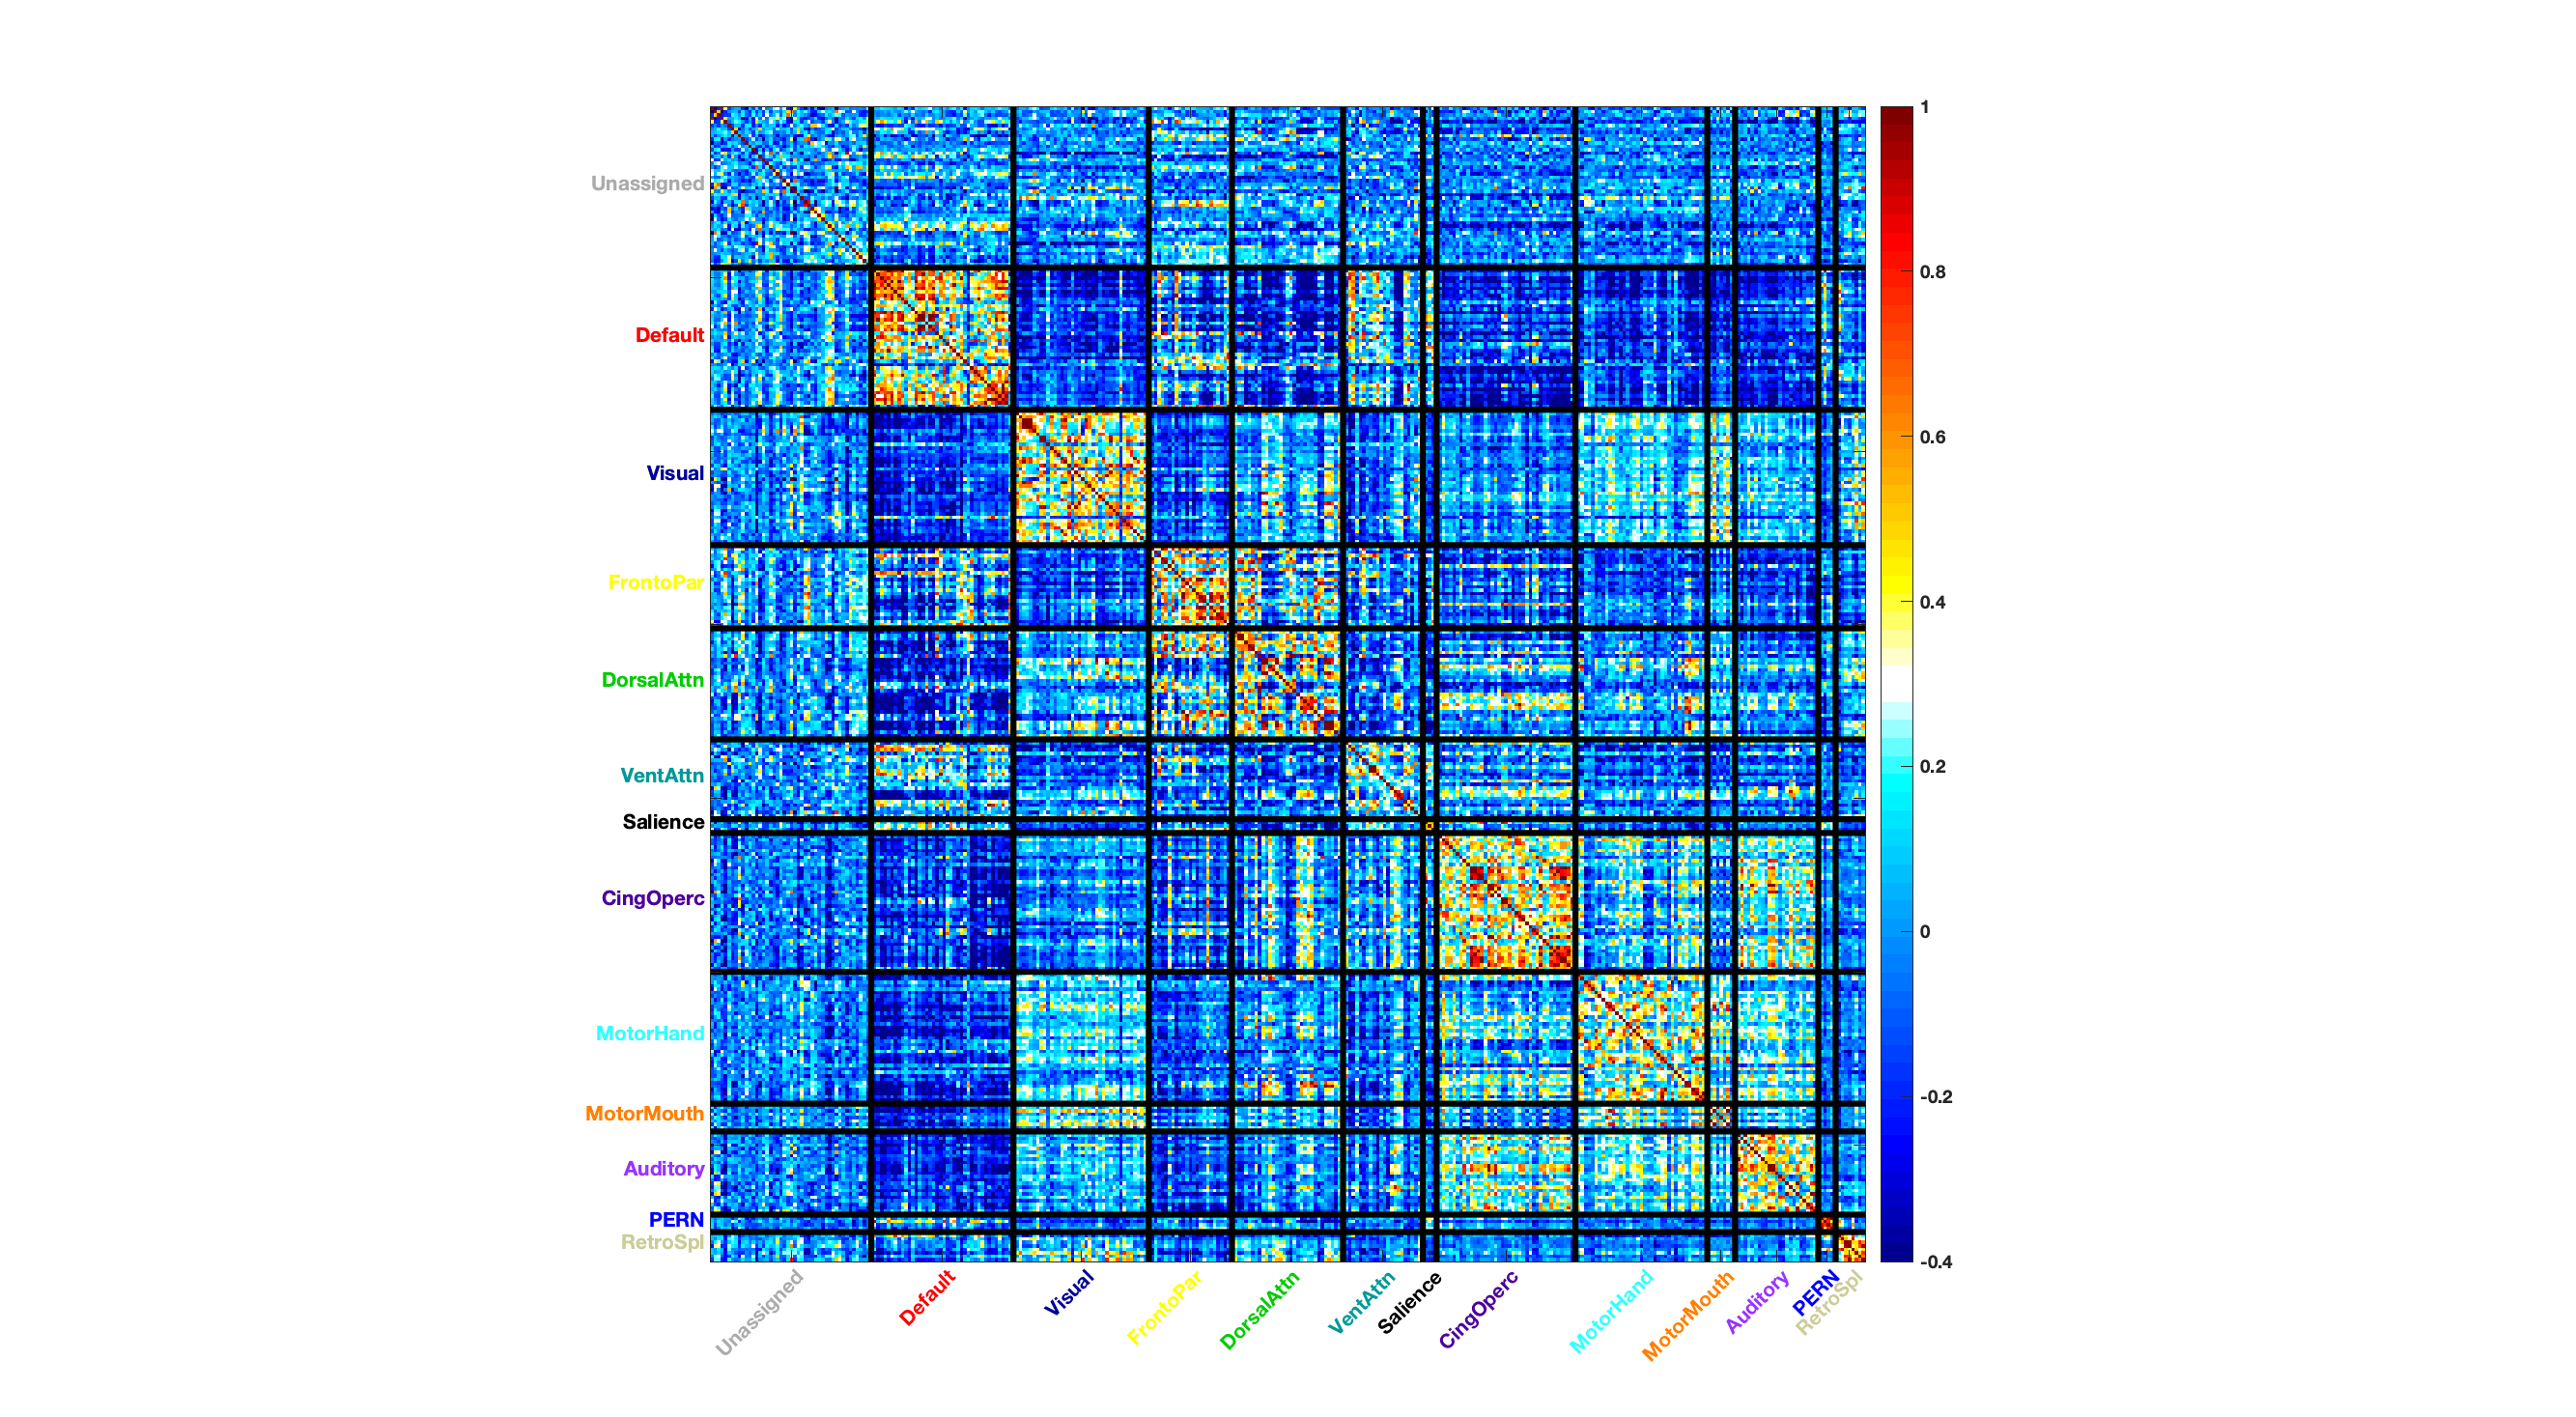 Unassigned
Default
Visual
FrontoPar
DorsalAttn
VentAttn
Salience
CingOperc
MotorHand
MotorMouth
Auditory
PERN
RetroSpl
Unassigned
Default
Visual
FrontoPar
DorsalAttn
VentAttn
Salience
CingOperc
MotorHand
MotorMouth
Auditory
PERN
RetroSpl
1
0.8
0.6
0.4
0.2
0
-0.2
-0.4